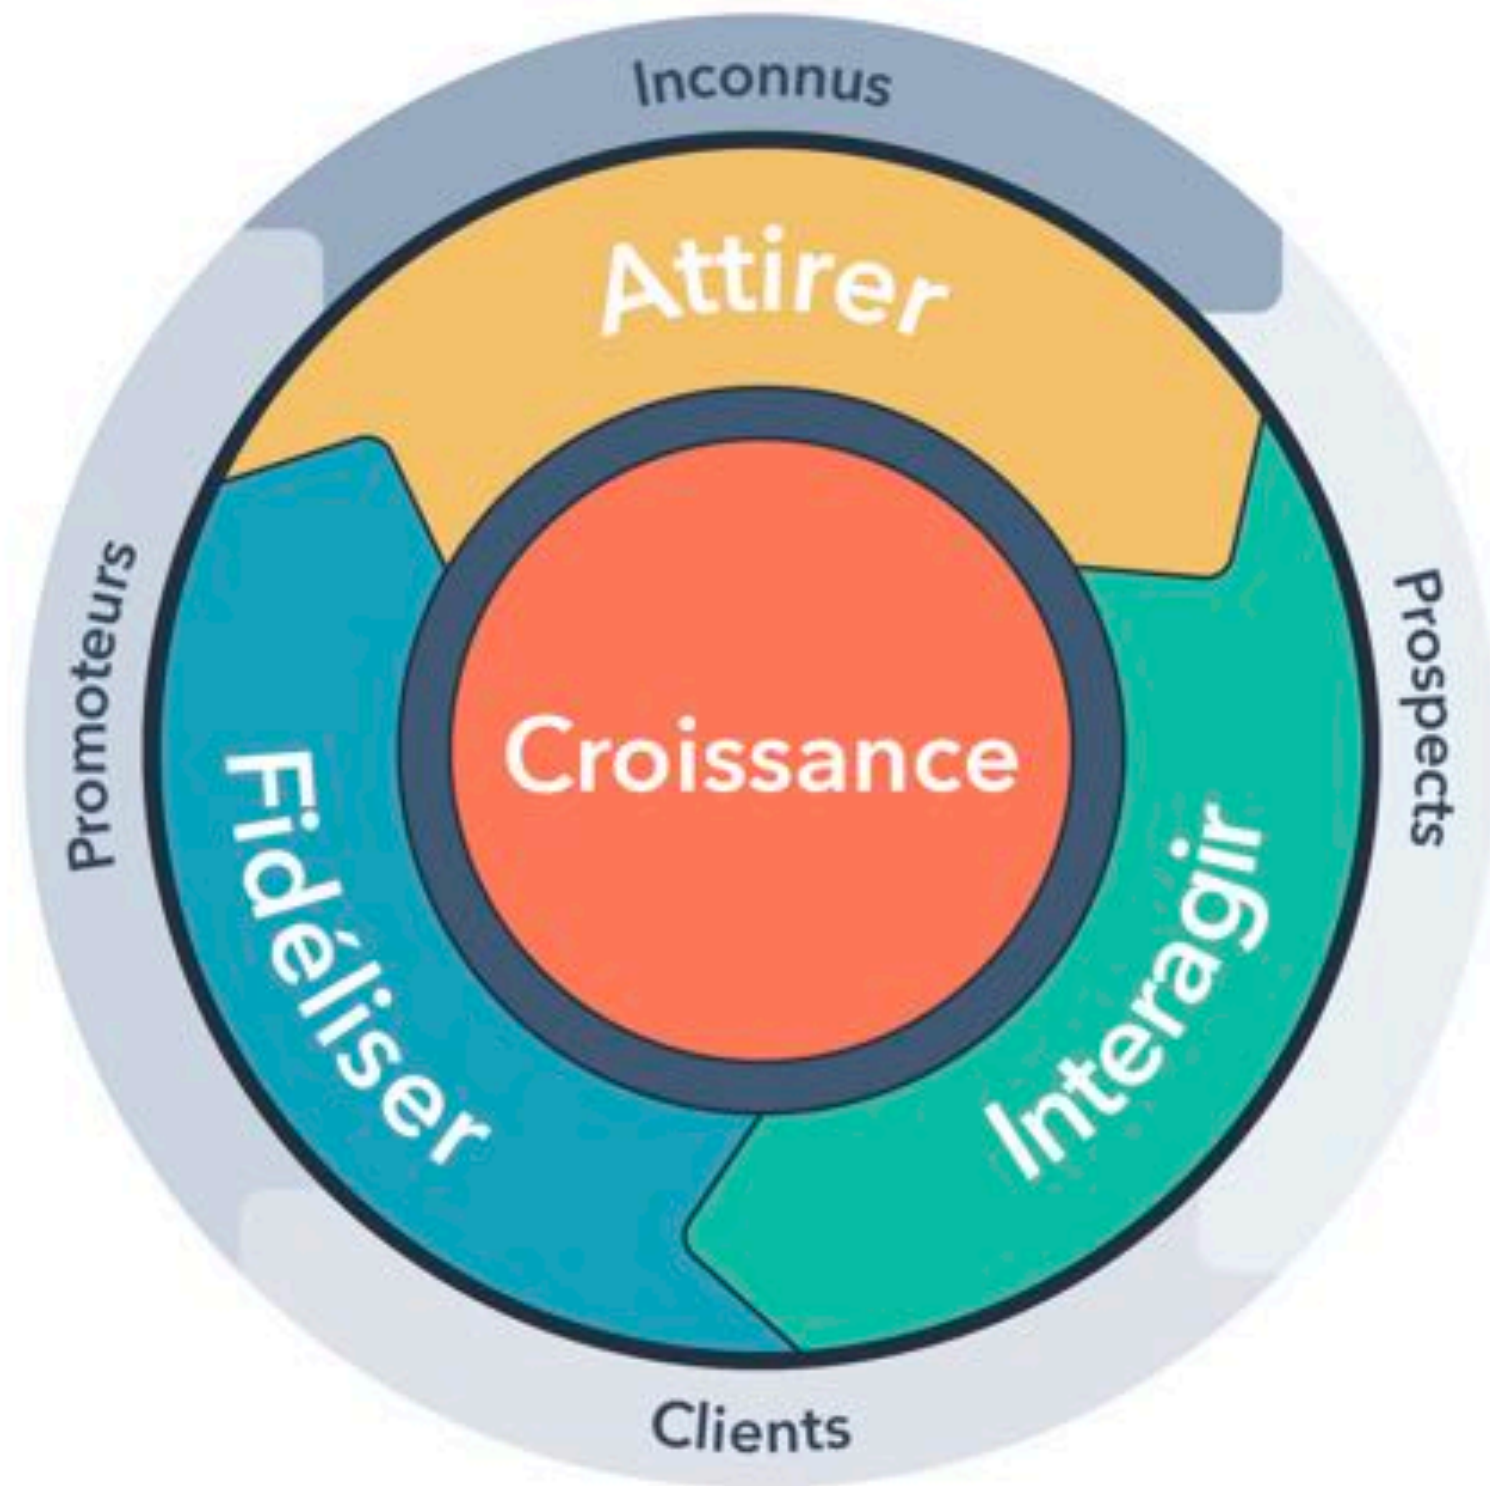 Inconnus
Attirer
Prospects
Interagir
Clients
Fidéliser
Promoteurs
Croissance